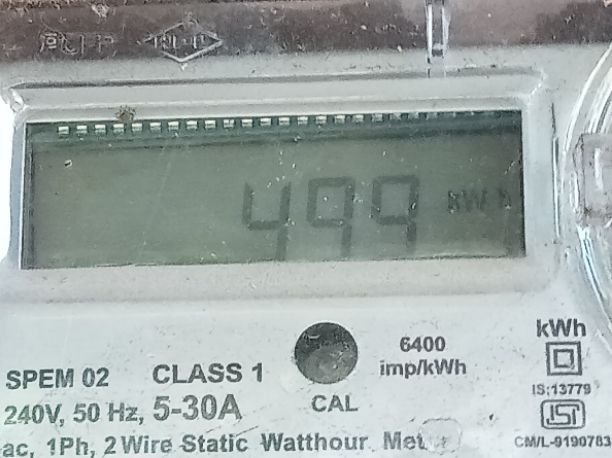 499 kWh
kWh
6400
imp/kWh
SPEM 02 CLASS 1
IS:13779
240V, 50 Hz, 5-30A
CAL
ISI
ac, 1Ph, 2 Wire Static Watthour
CM/L-9190783